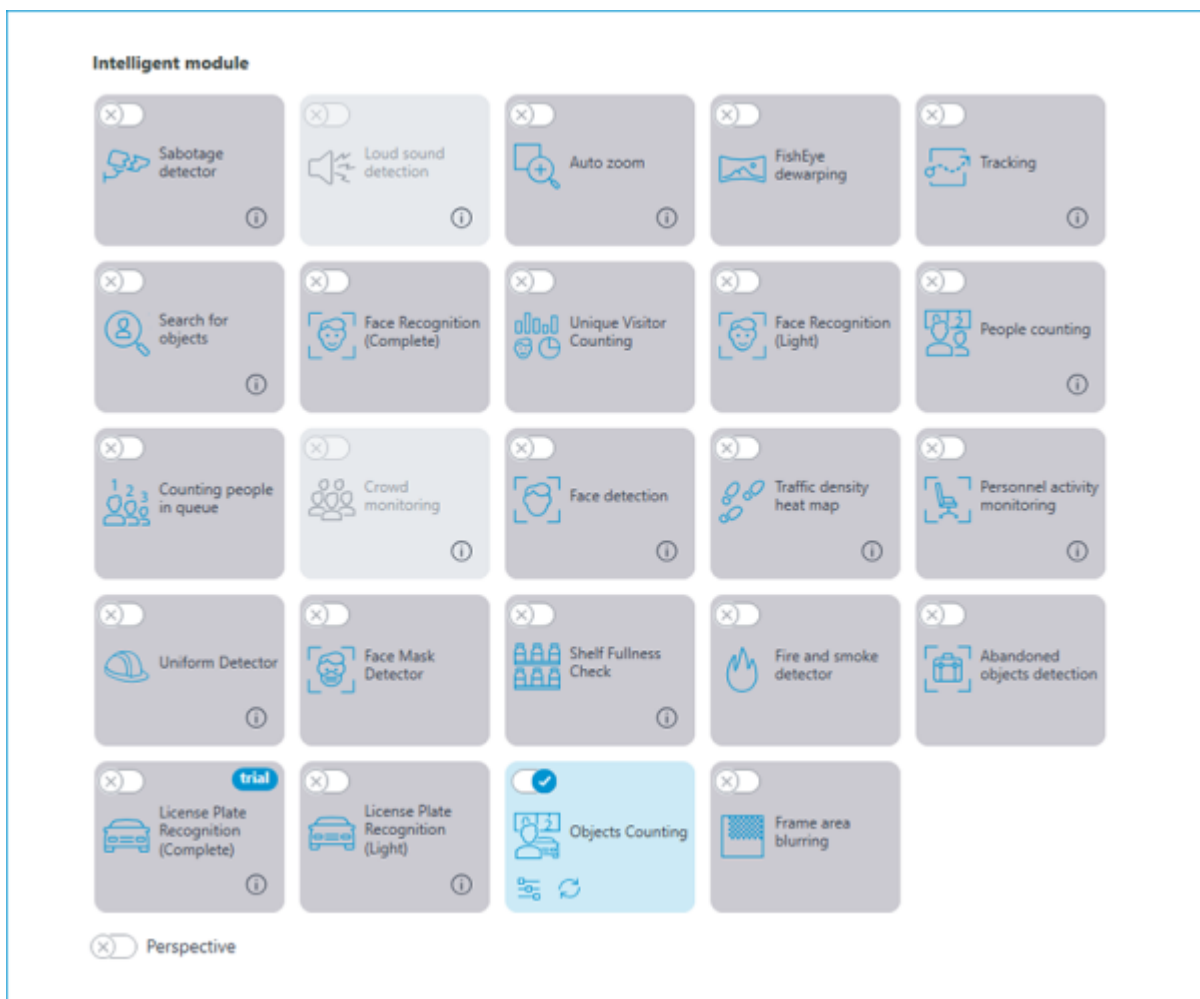 Intelligent module
Sabotage
detector
Loud sound
detection
Auto zoom
FishEye
dewarping
Tracking
Search for
objects
Face Recognition
(Complete)
Unique Visitor
Counting
Face Recognition
(Light)
People counting
Counting people
in queue
Crowd
monitoring
Face detection
Traffic density
heat map
Personnel activity
monitoring
Uniform Detector
Face Mask
Detector
Shelf Fullness
Check
Fire and smoke
detector
Abandoned
objects detection
trial
License Plate
Recognition
(Complete)
License Plate
Recognition
(Light)
Objects Counting
Frame area
blurring
Perspective